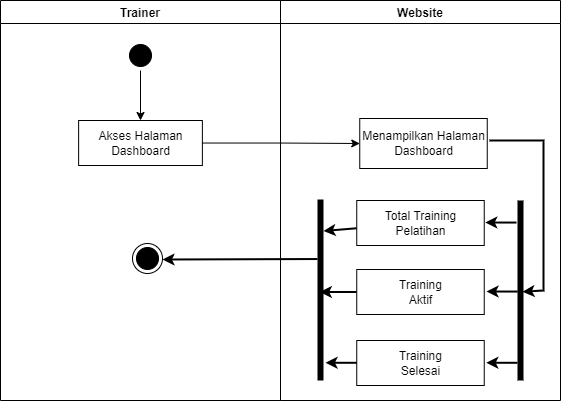 Trainer
Website
Akses Halaman
Dashboard
Menampilkan Halaman
Dashboard
Total Training
Pelatihan
Training
Aktif
Training
Selesai